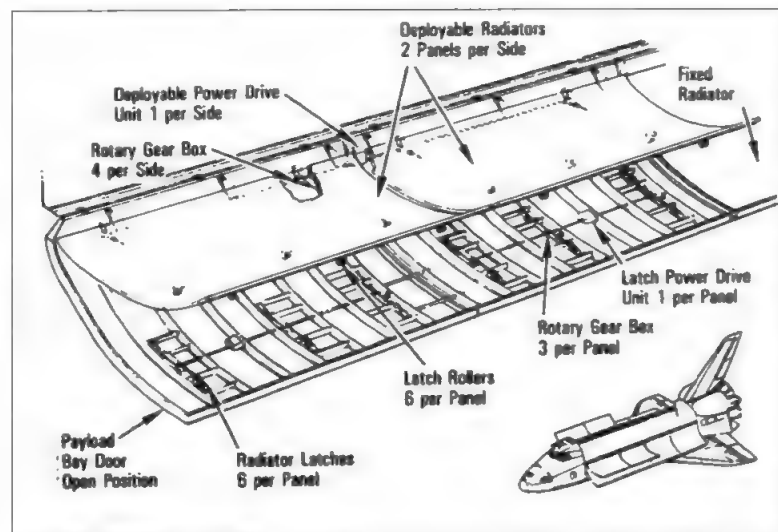 Deployable Radiators
2 Panels per Side
Fixed
Radiator
Deployable Power Drive
Unit 1 per Side
Rotary Gear Box
4 per Side
Latch Power Drive
Unit 1 per Panel
Rotary Gear Box
3 per Panel
Latch Rollers
6 per Panel
Payload
Bay Door
Open Position
Radiator Latches
6 per Panel